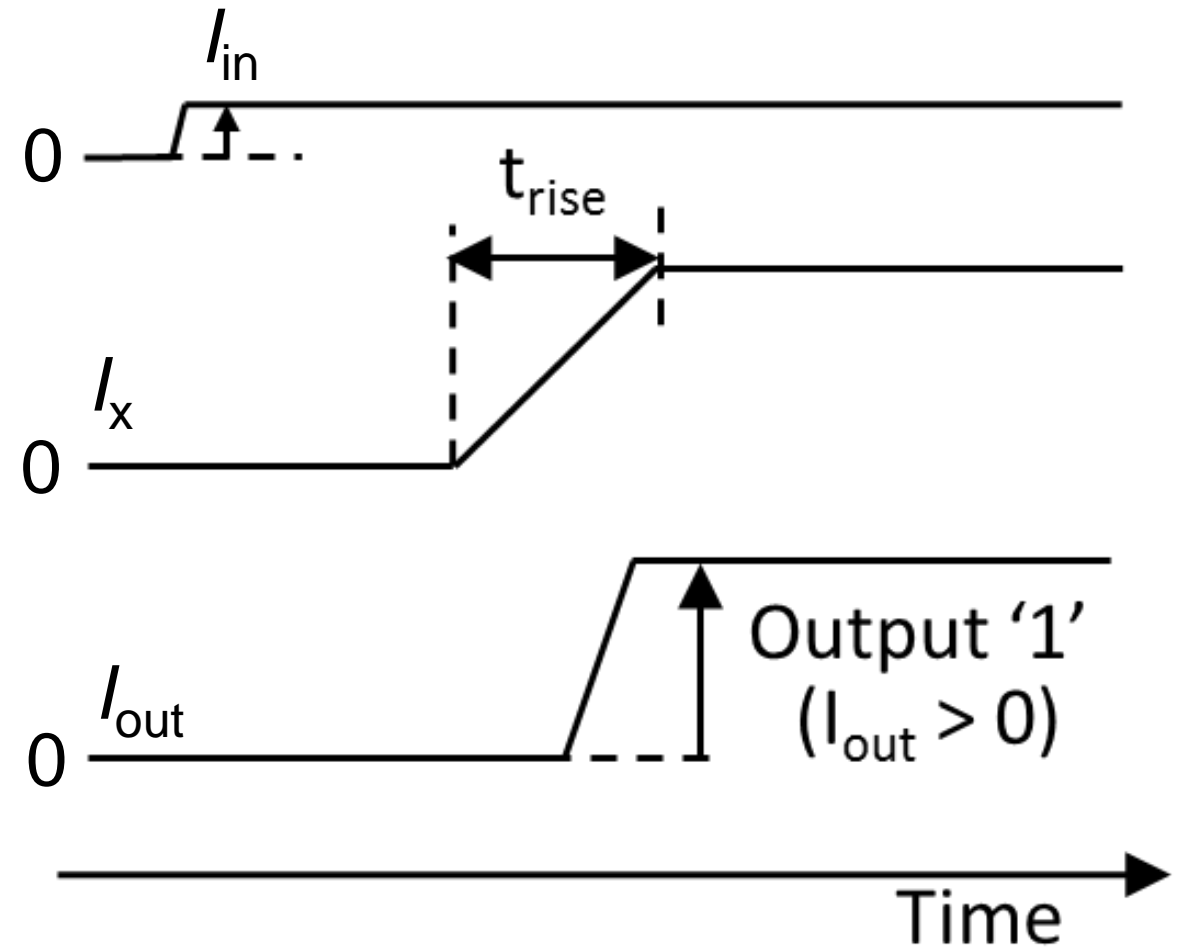 I_in
0
t_rise
I_x
0
Output ‘1’
(I_out > 0)
I_out
0
Time